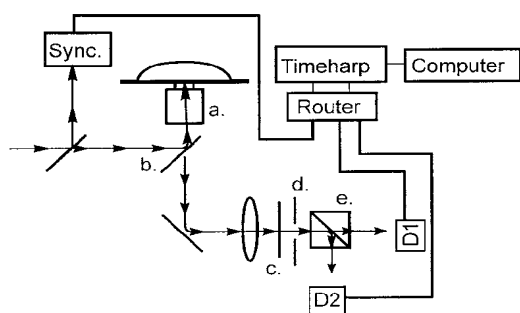 Sync.
Timeharp
Computer
Router
a.
b.
c.
d.
e.
D1
D2